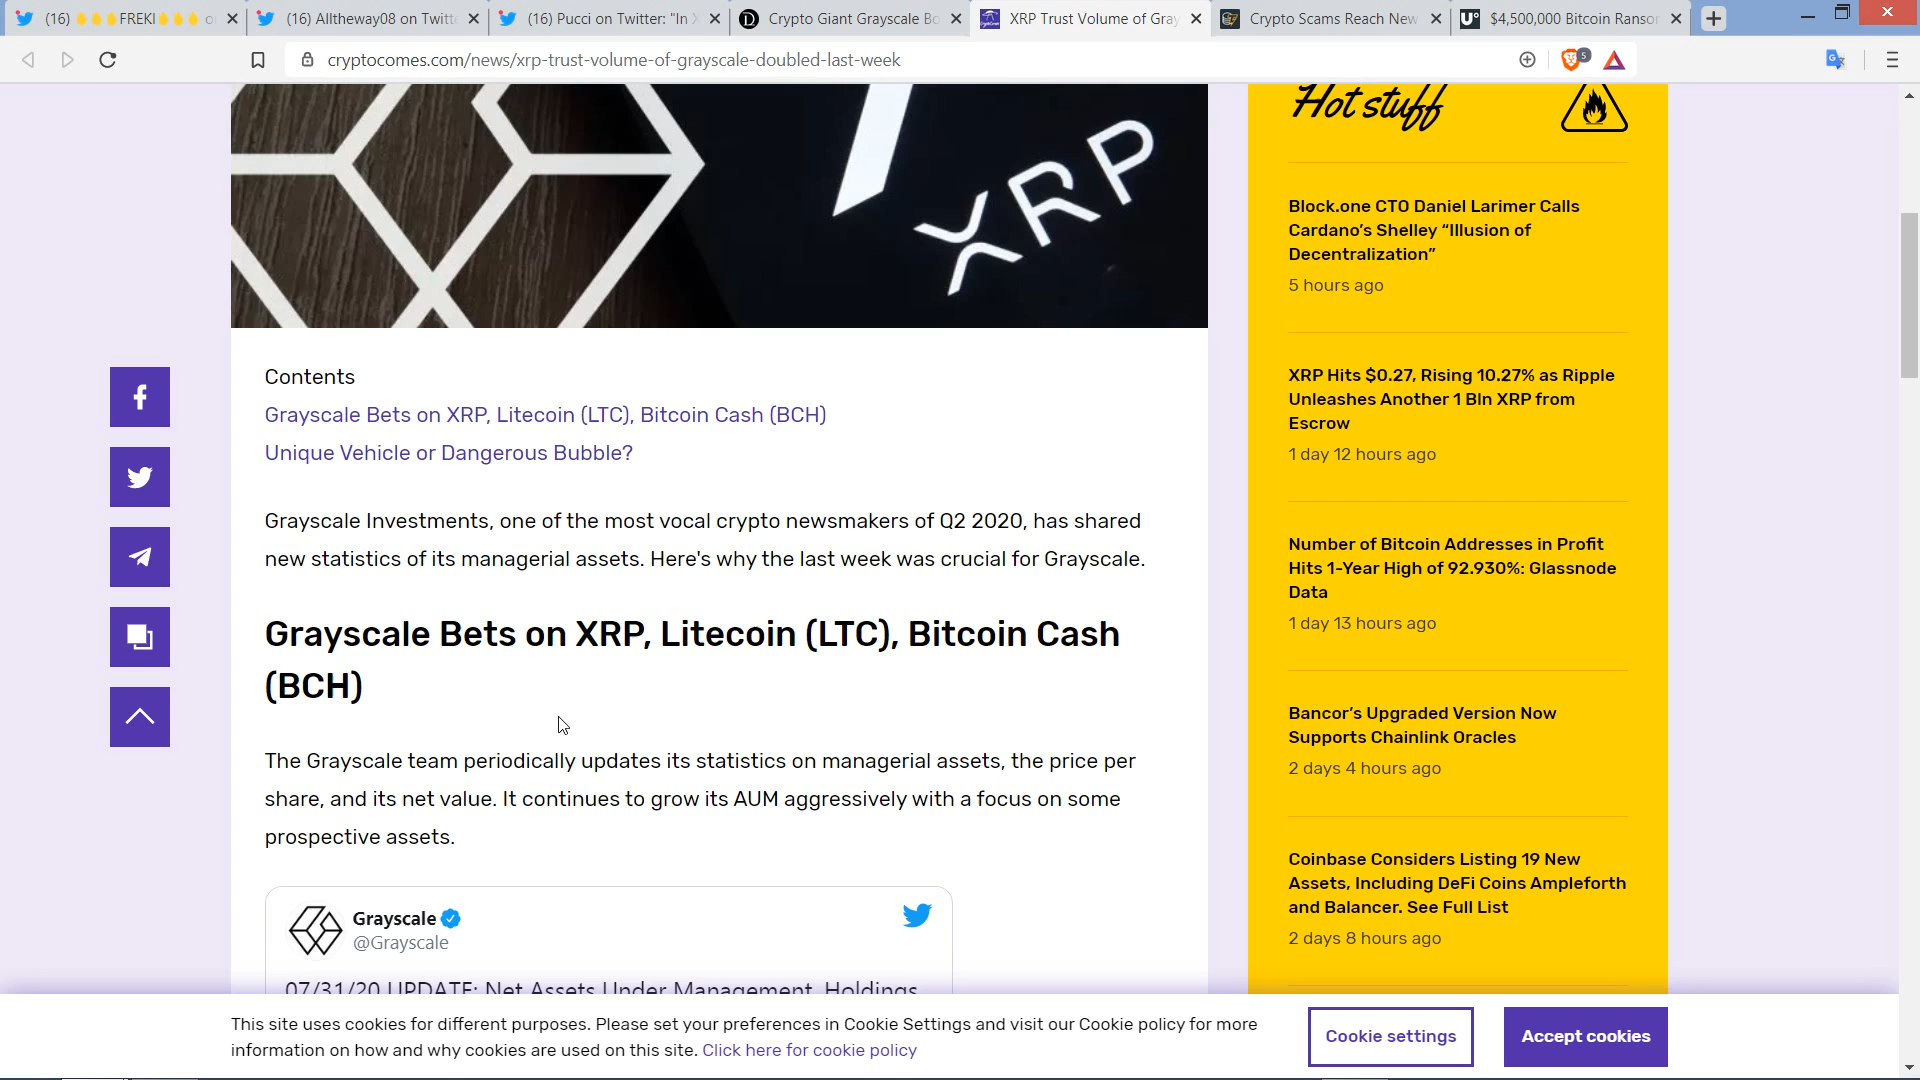 (16) 🔥🔥🔥FREKI🔥🔥🔥 o
(16) Alltheway08 on Twitt
(16) Pucci on Twitter: "In X
Crypto Giant Grayscale Bo
XRP Trust Volume of Gray
Crypto Scams Reach New
$4,500,000 Bitcoin Ransor
cryptocomes.com/news/xrp-trust-volume-of-grayscale-doubled-last-week
5
XRP
Contents
Grayscale Bets on XRP, Litecoin (LTC), Bitcoin Cash (BCH)
Unique Vehicle or Dangerous Bubble?
Grayscale Investments, one of the most vocal crypto newsmakers of Q2 2020, has shared
new statistics of its managerial assets. Here's why the last week was crucial for Grayscale.
Grayscale Bets on XRP, Litecoin (LTC), Bitcoin Cash
(BCH)
The Grayscale team periodically updates its statistics on managerial assets, the price per
share, and its net value. It continues to grow its AUM aggressively with a focus on some
prospective assets.
Grayscale
@Grayscale
07/31/20 UPDATE: Net Assets Under Management, Holdings
Hot stuff
Block.one CTO Daniel Larimer Calls
Cardano’s Shelley “Illusion of
Decentralization”
5 hours ago
XRP Hits $0.27, Rising 10.27% as Ripple
Unleashes Another 1 Bln XRP from
Escrow
1 day 12 hours ago
Number of Bitcoin Addresses in Profit
Hits 1-Year High of 92.930%: Glassnode
Data
1 day 13 hours ago
Bancor’s Upgraded Version Now
Supports Chainlink Oracles
2 days 4 hours ago
Coinbase Considers Listing 19 New
Assets, Including DeFi Coins Ampleforth
and Balancer. See Full List
2 days 8 hours ago
This site uses cookies for different purposes. Please set your preferences in Cookie Settings and visit our Cookie policy for more
information on how and why cookies are used on this site. Click here for cookie policy
Cookie settings
Accept cookies